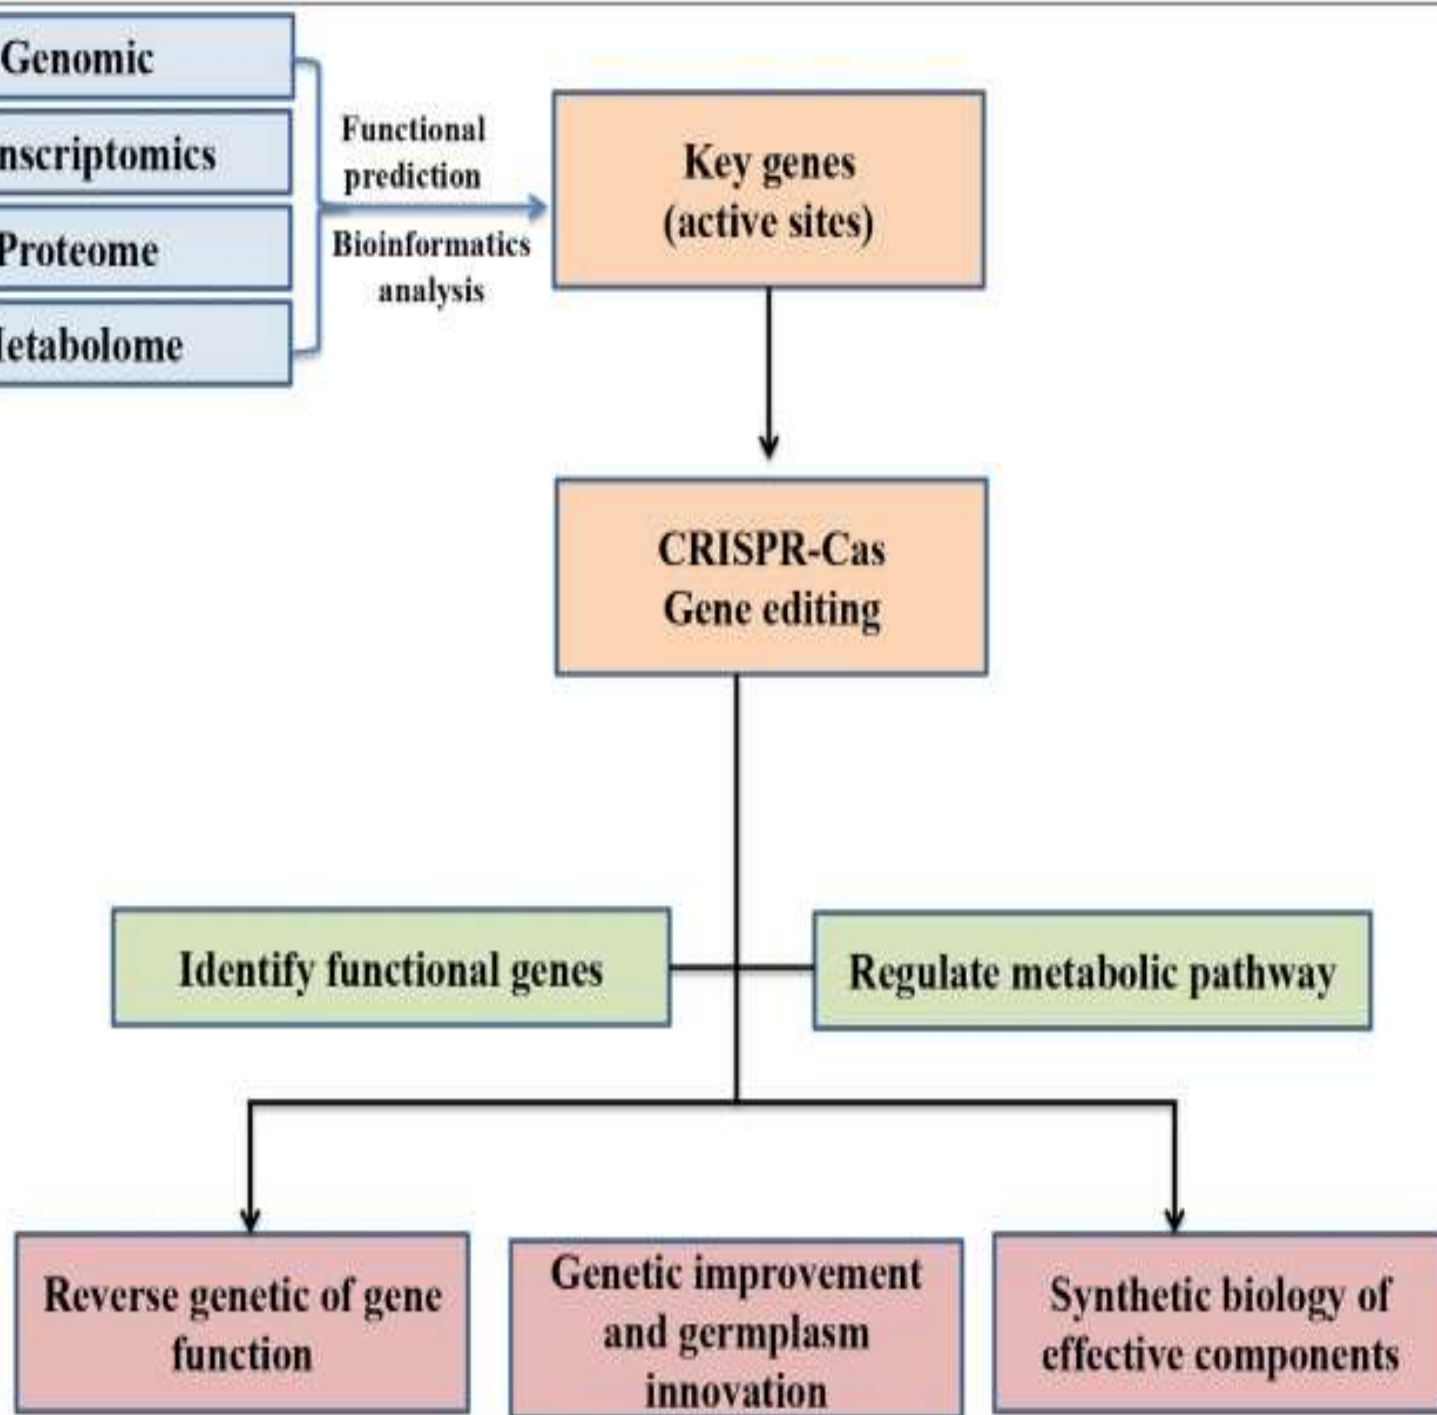 Genomic
nscriptomics
Proteome
etabolome
Functional
prediction
Bioinformatics
analysis
Key genes
(active sites)
CRISPR-Cas
Gene editing
Identify functional genes
Regulate metabolic pathway
Reverse genetic of gene
function
Genetic improvement
and germplasm
innovation
Synthetic biology of
effective components